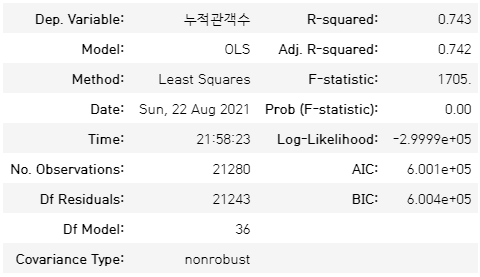 Dep. Variable: 누적관객수 R-squared: 0.743
Model: OLS Adj. R-squared: 0.742
Method: Least Squares F-statistic: 1705.
Date: Sun, 22 Aug 2021 Prob (F-statistic): 0.00
Time: 21:58:23 Log-Likelihood: -2.9999e+05
No. Observations: 21280 AIC: 6.001e+05
Df Residuals: 21243 BIC: 6.004e+05
Df Model: 36
Covariance Type: nonrobust